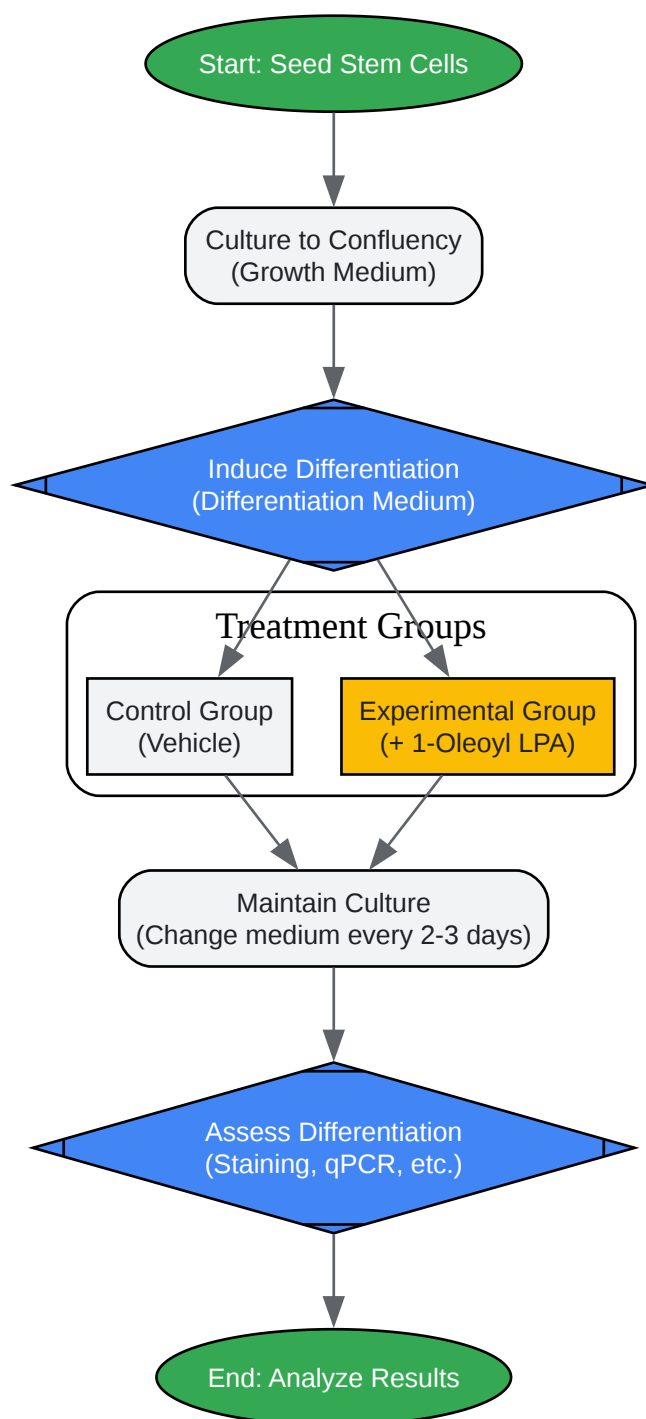 Start: Seed Stem Cells
Culture to Confluency
(Growth Medium)
Induce Differentiation
(Differentiation Medium)
Treatment Groups
Control Group
(Vehicle)
Experimental Group
(+ 1-Oleoyl LPA)
Maintain Culture
(Change medium every 2-3 days)
Assess Differentiation
(Staining, qPCR, etc.)
End: Analyze Results